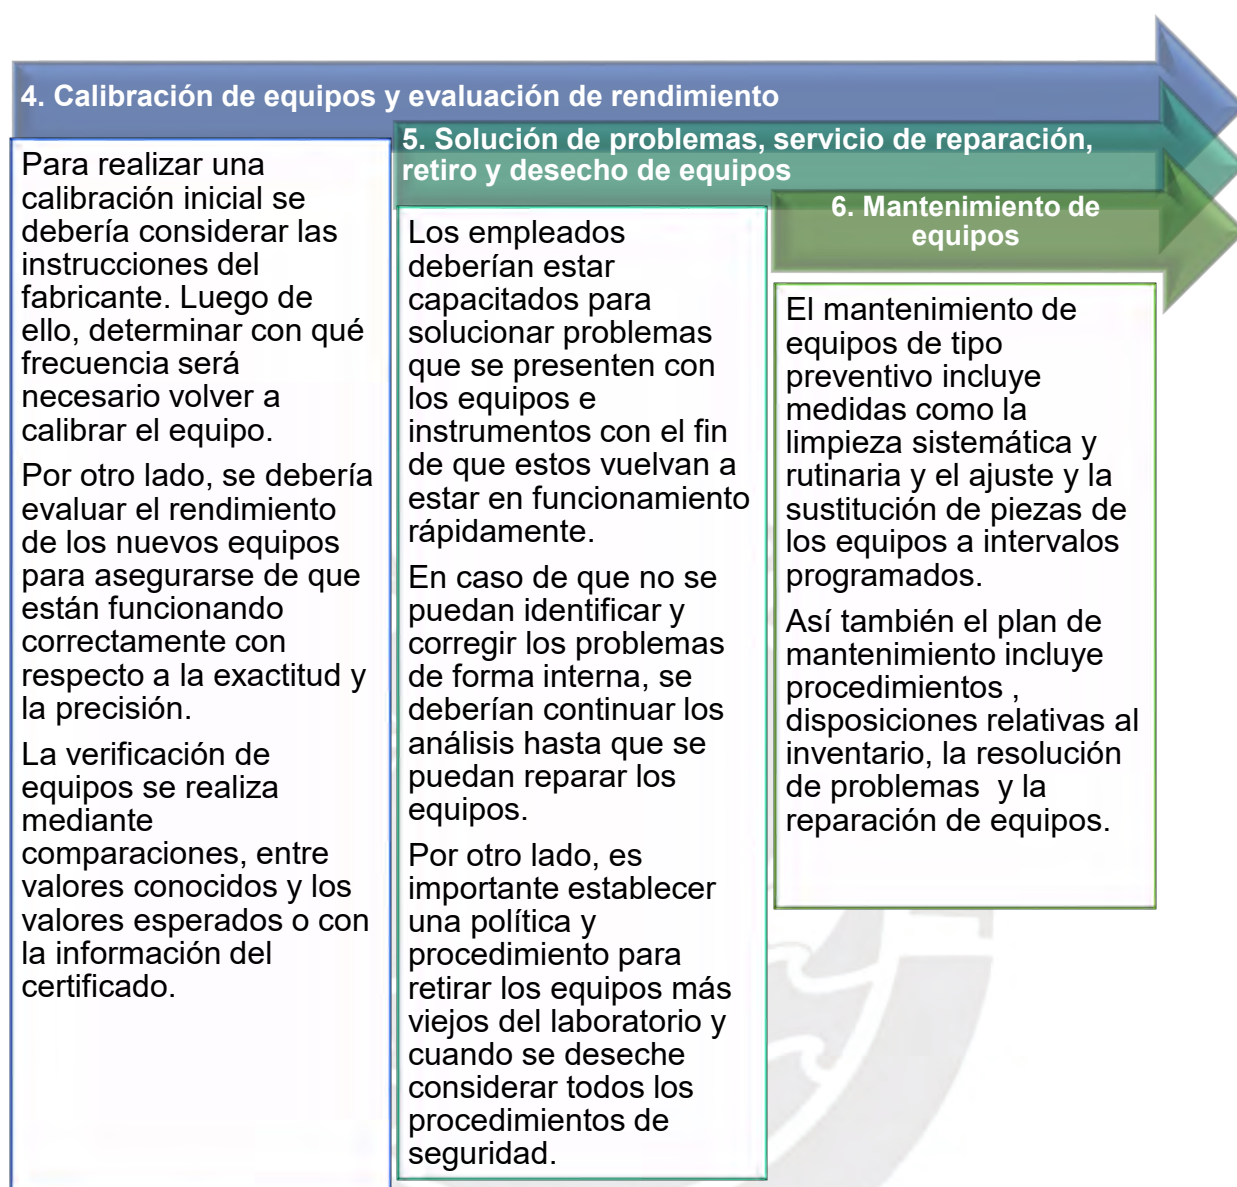 4. Calibración de equipos y evaluación de rendimiento
Para realizar una
calibración inicial se
debería considerar las
instrucciones del
fabricante. Luego de
ello, determinar con qué
frecuencia será
necesario volver a
calibrar el equipo.
Por otro lado, se debería
evaluar el rendimiento
de los nuevos equipos
para asegurarse de que
están funcionando
correctamente con
respecto a la exactitud y
la precisión.
La verificación de
equipos se realiza
mediante
comparaciones, entre
valores conocidos y los
valores esperados o con
la información del
certificado.
5. Solución de problemas, servicio de reparación,
retiro y desecho de equipos
Los empleados
deberían estar
capacitados para
solucionar problemas
que se presenten con
los equipos e
instrumentos con el fin
de que estos vuelvan a
estar en funcionamiento
rápidamente.
En caso de que no se
puedan identificar y
corregir los problemas
de forma interna, se
deberían continuar los
análisis hasta que se
puedan reparar los
equipos.
Por otro lado, es
importante establecer
una política y
procedimiento para
retirar los equipos más
viejos del laboratorio y
cuando se deseche
considerar todos los
procedimientos de
seguridad.
6. Mantenimiento de
equipos
El mantenimiento de
equipos de tipo
preventivo incluye
medidas como la
limpieza sistemática y
rutinaria y el ajuste y la
sustitución de piezas de
los equipos a intervalos
programados.
Así también el plan de
mantenimiento incluye
procedimientos ,
disposiciones relativas al
inventario, la resolución
de problemas  y la
reparación de equipos.